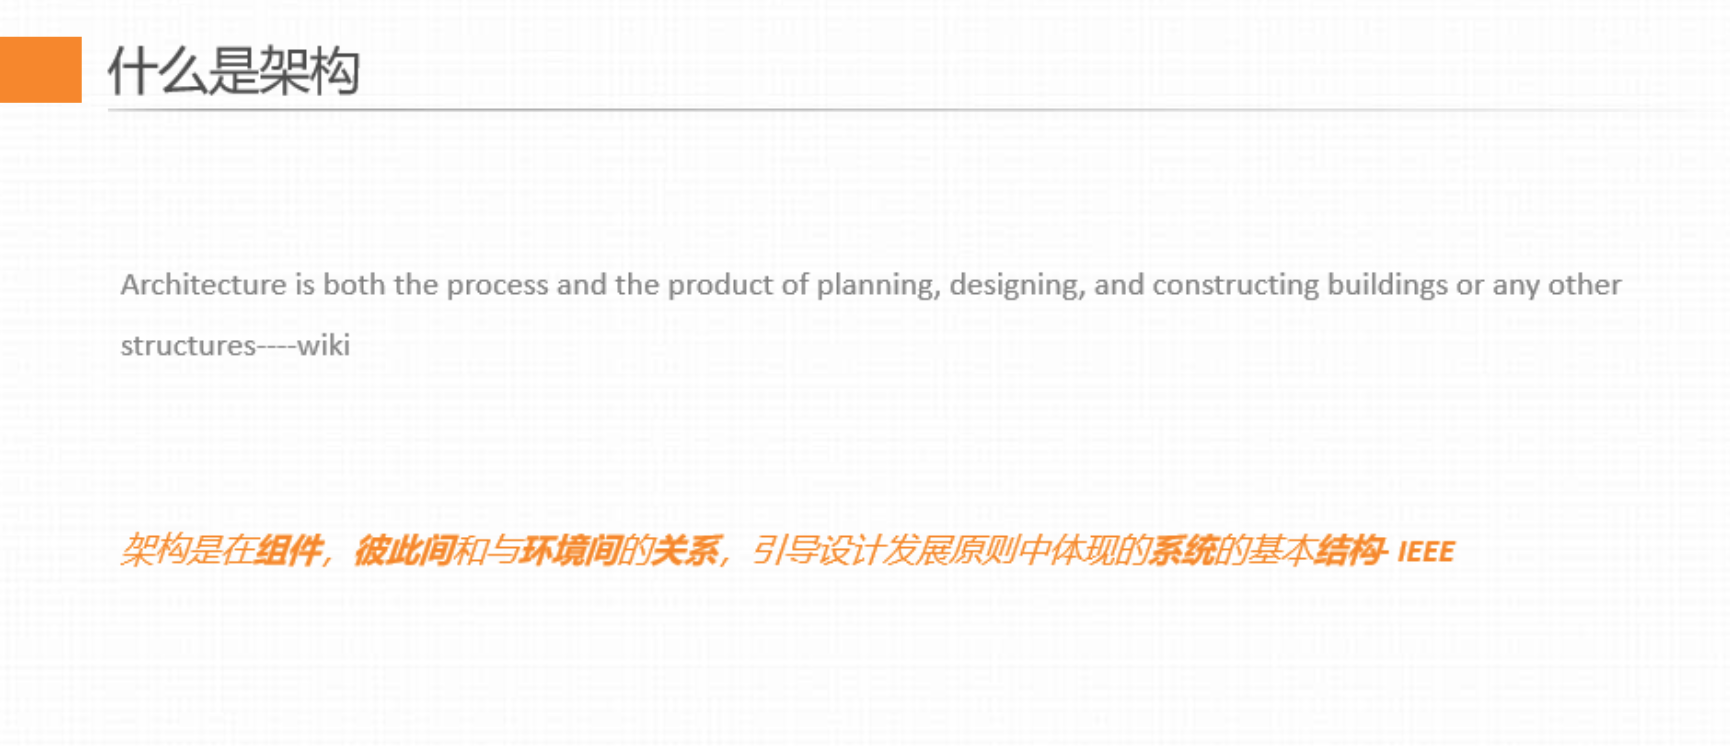 什么是架构
Architecture is both the process and the product of planning, designing, and constructing buildings or any other
structures----wiki
架构是在组件，彼此间和与环境间的关系，引导设计发展原则中体现的系统的基本结构- IEEE